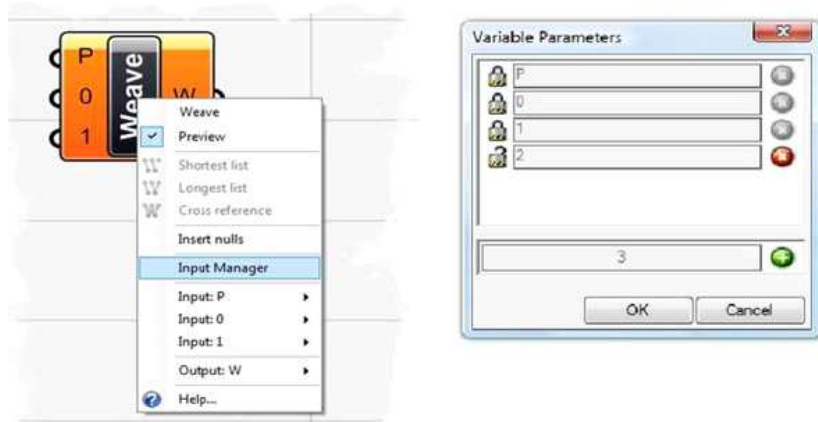 P
0
1
Weave
W
Weave
Preview
Shortest list
Longest list
Cross reference
Insert nulls
Input Manager
Input: P
Input: 0
Input: 1
Output: W
Help...
Variable Parameters
P
0
1
2
3
OK
Cancel